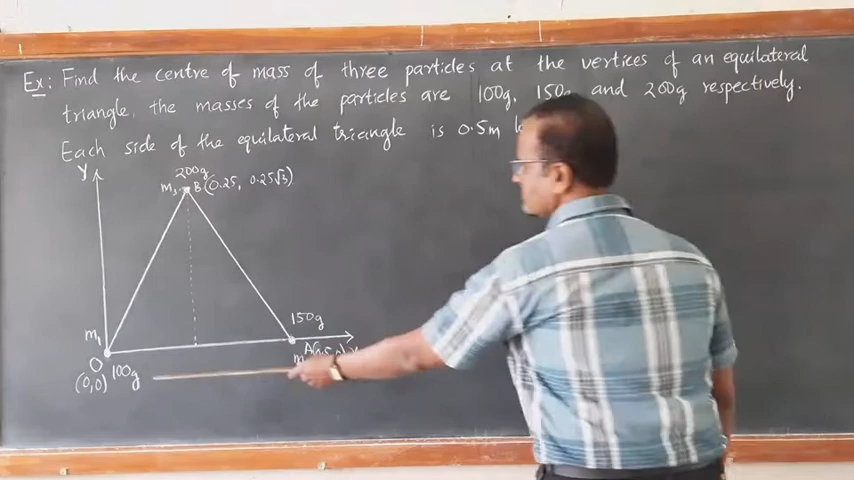 Ex: Find the centre of mass of three particles at the vertices of an equilateral
triangle, the masses of the particles are 100g, 150g and 200g respectively.
Each side of the equilateral triangle is 0.5m
Y
200g
m₃ B (0.25, 0.25√3)
150g
m₁
O
(0,0) 100g